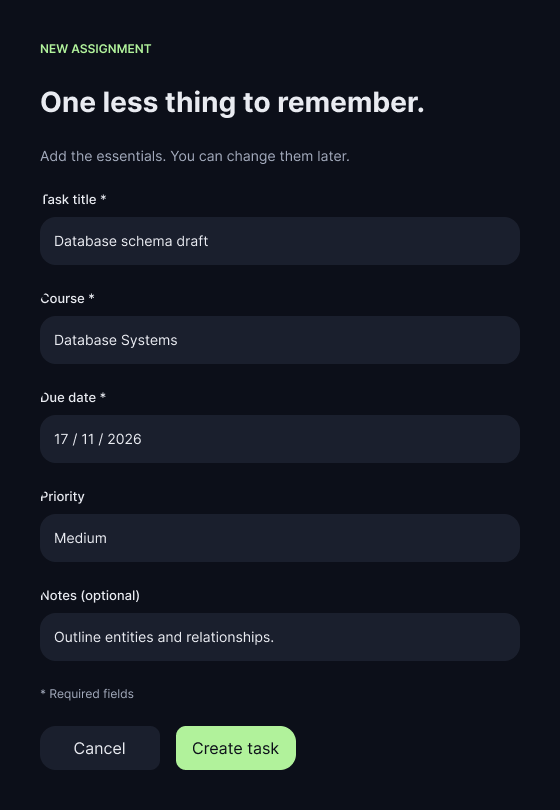 NEW ASSIGNMENT
One less thing to remember.
Add the essentials. You can change them later.
Task title *
Database schema draft
Course *
Database Systems
Due date *
17 / 11 / 2026
Priority
Medium
Notes (optional)
Outline entities and relationships.
* Required fields
Cancel
Create task